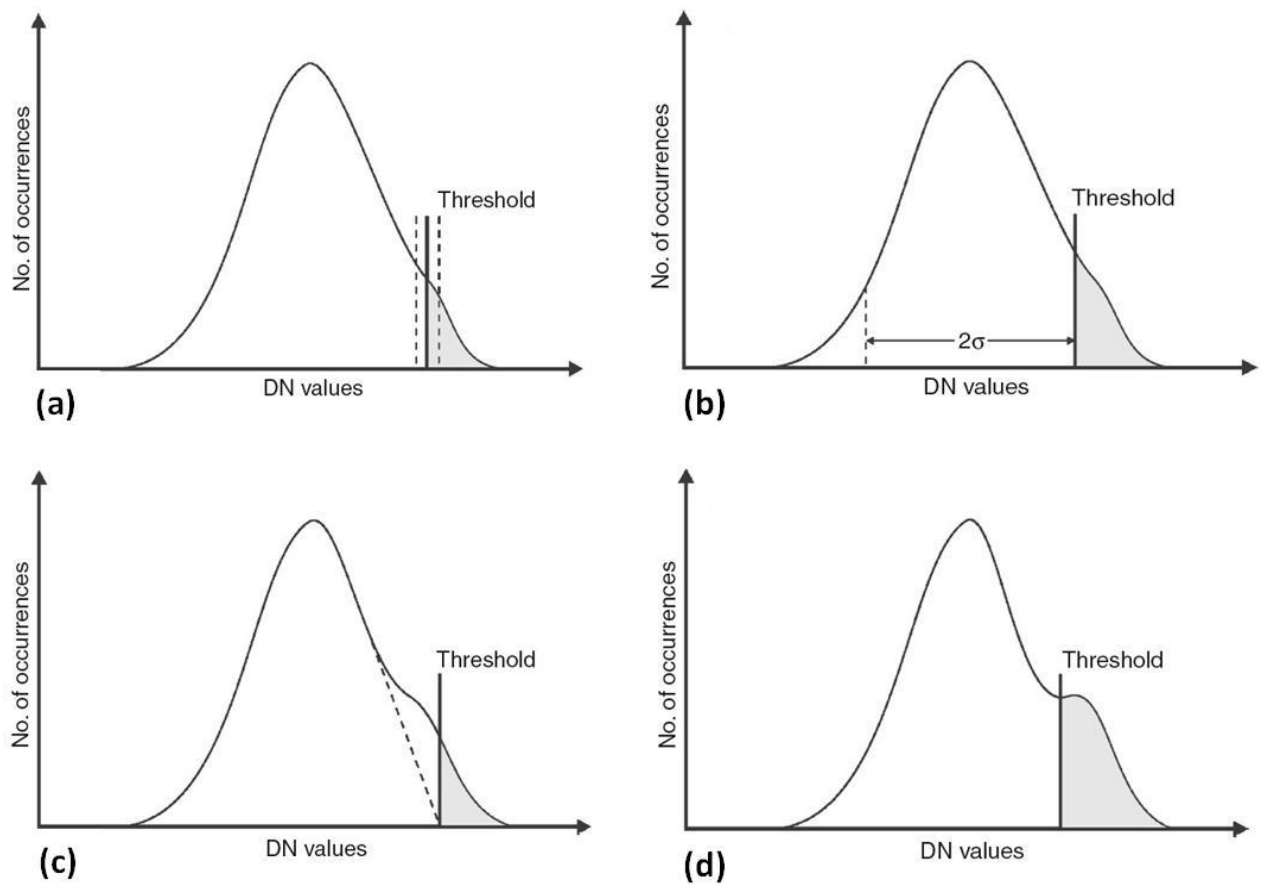 No. of occurrences
Threshold
DN values
(a)
No. of occurrences
Threshold
2σ
DN values
(b)
No. of occurrences
Threshold
DN values
(c)
No. of occurrences
Threshold
DN values
(d)